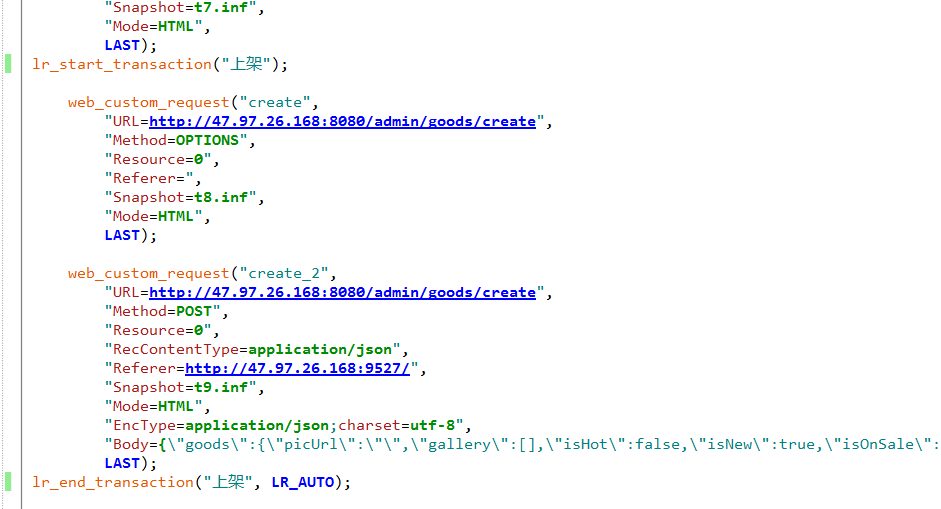 "Snapshot=t7.inf",
"Mode=HTML",
LAST);
lr_start_transaction("上架");
web_custom_request("create",
"URL=http://47.97.26.168:8080/admin/goods/create",
"Method=OPTIONS",
"Resource=0",
"Referer=",
"Snapshot=t8.inf",
"Mode=HTML",
LAST);
web_custom_request("create_2",
"URL=http://47.97.26.168:8080/admin/goods/create",
"Method=POST",
"Resource=0",
"RecContentType=application/json",
"Referer=http://47.97.26.168:9527/",
"Snapshot=t9.inf",
"Mode=HTML",
"EncType=application/json;charset=utf-8",
"Body={\"goods\":{\"picUrl\":\"\",\"gallery\":[],\"isHot\":false,\"isNew\":true,\"isOnSale\":
LAST);
lr_end_transaction("上架", LR_AUTO);